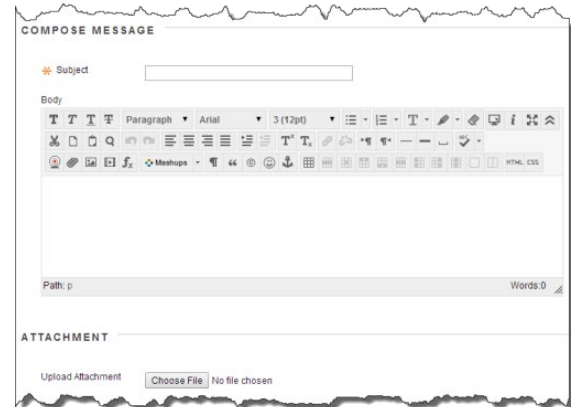 COMPOSE MESSAGE
Subject
Body
T T T T Paragraph Arial 3 (12pt) T i
T× T×
fx Mashups ¶ HTML CSS
Path: p Words:0
ATTACHMENT
Upload Attachment Choose File No file chosen